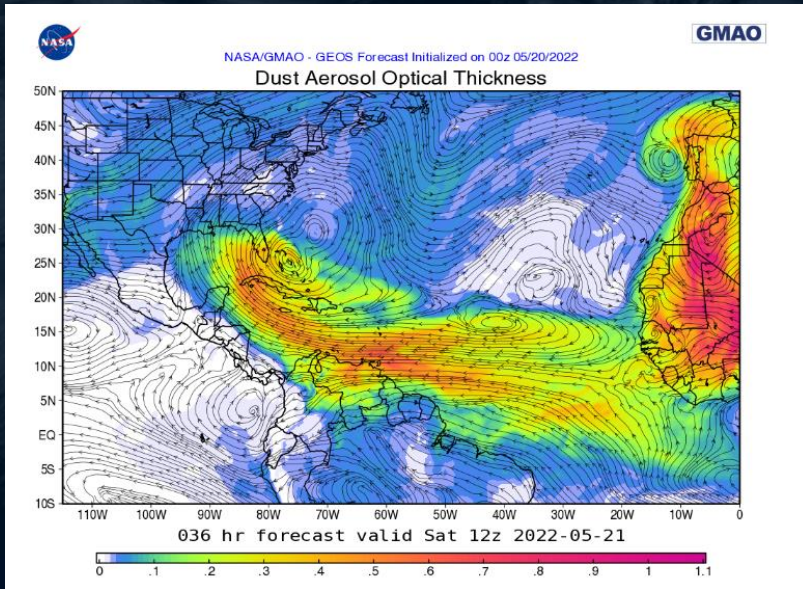 NASA
GMAO
NASA/GMAO - GEOS Forecast Initialized on 00z 05/20/2022
Dust Aerosol Optical Thickness
50N
45N
40N
35N
30N
25N
20N
15N
10N
5N
EQ
5S
10S
110W 100W 90W 80W 70W 60W 50W 40W 30W 20W 10W 0
036 hr forecast valid Sat 12z 2022-05-21
0 .1 .2 .3 .4 .5 .6 .7 .8 .9 1 1.1